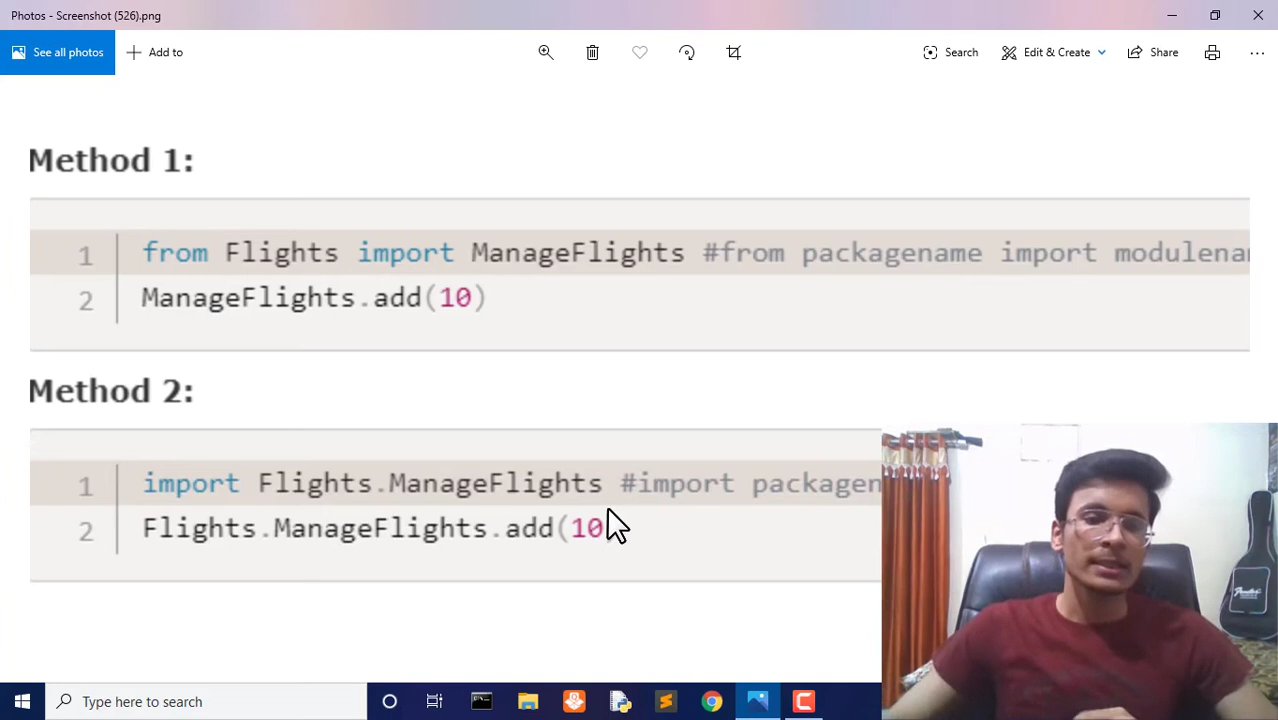 Photos - Screenshot (526).png
See all photos
Add to
Search
Edit & Create
Share
Method 1:
1 from Flights import ManageFlights #from packagename import modulenam
2 ManageFlights.add(10)
Method 2:
1 import Flights.ManageFlights #import packagen
2 Flights.ManageFlights.add(10
Type here to search